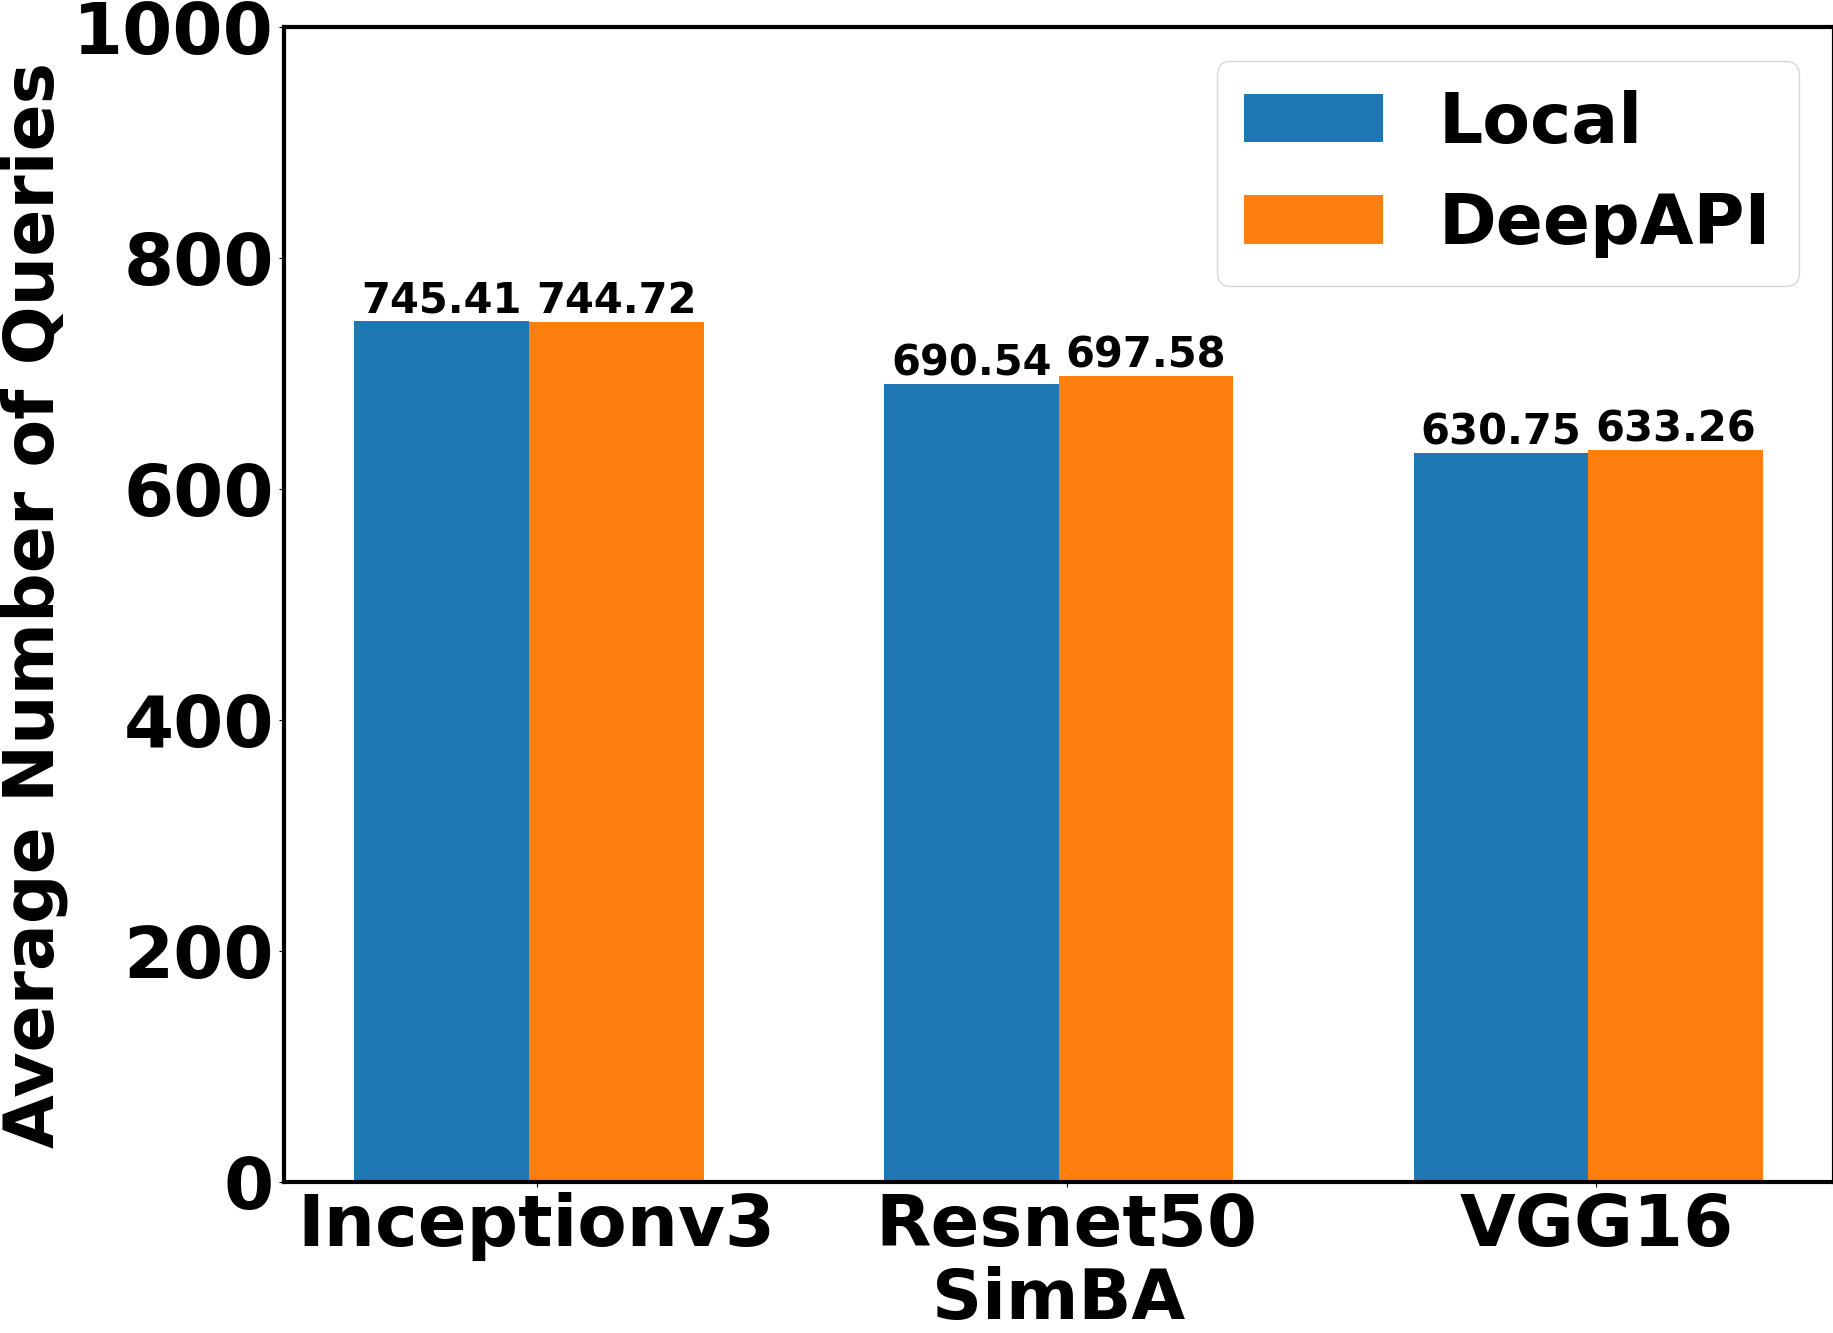 Average Number of Queries
1000
800
600
400
200
0
Local
DeepAPI
745.41 744.72
690.54 697.58
630.75 633.26
Inceptionv3 Resnet50 VGG16
SimBA